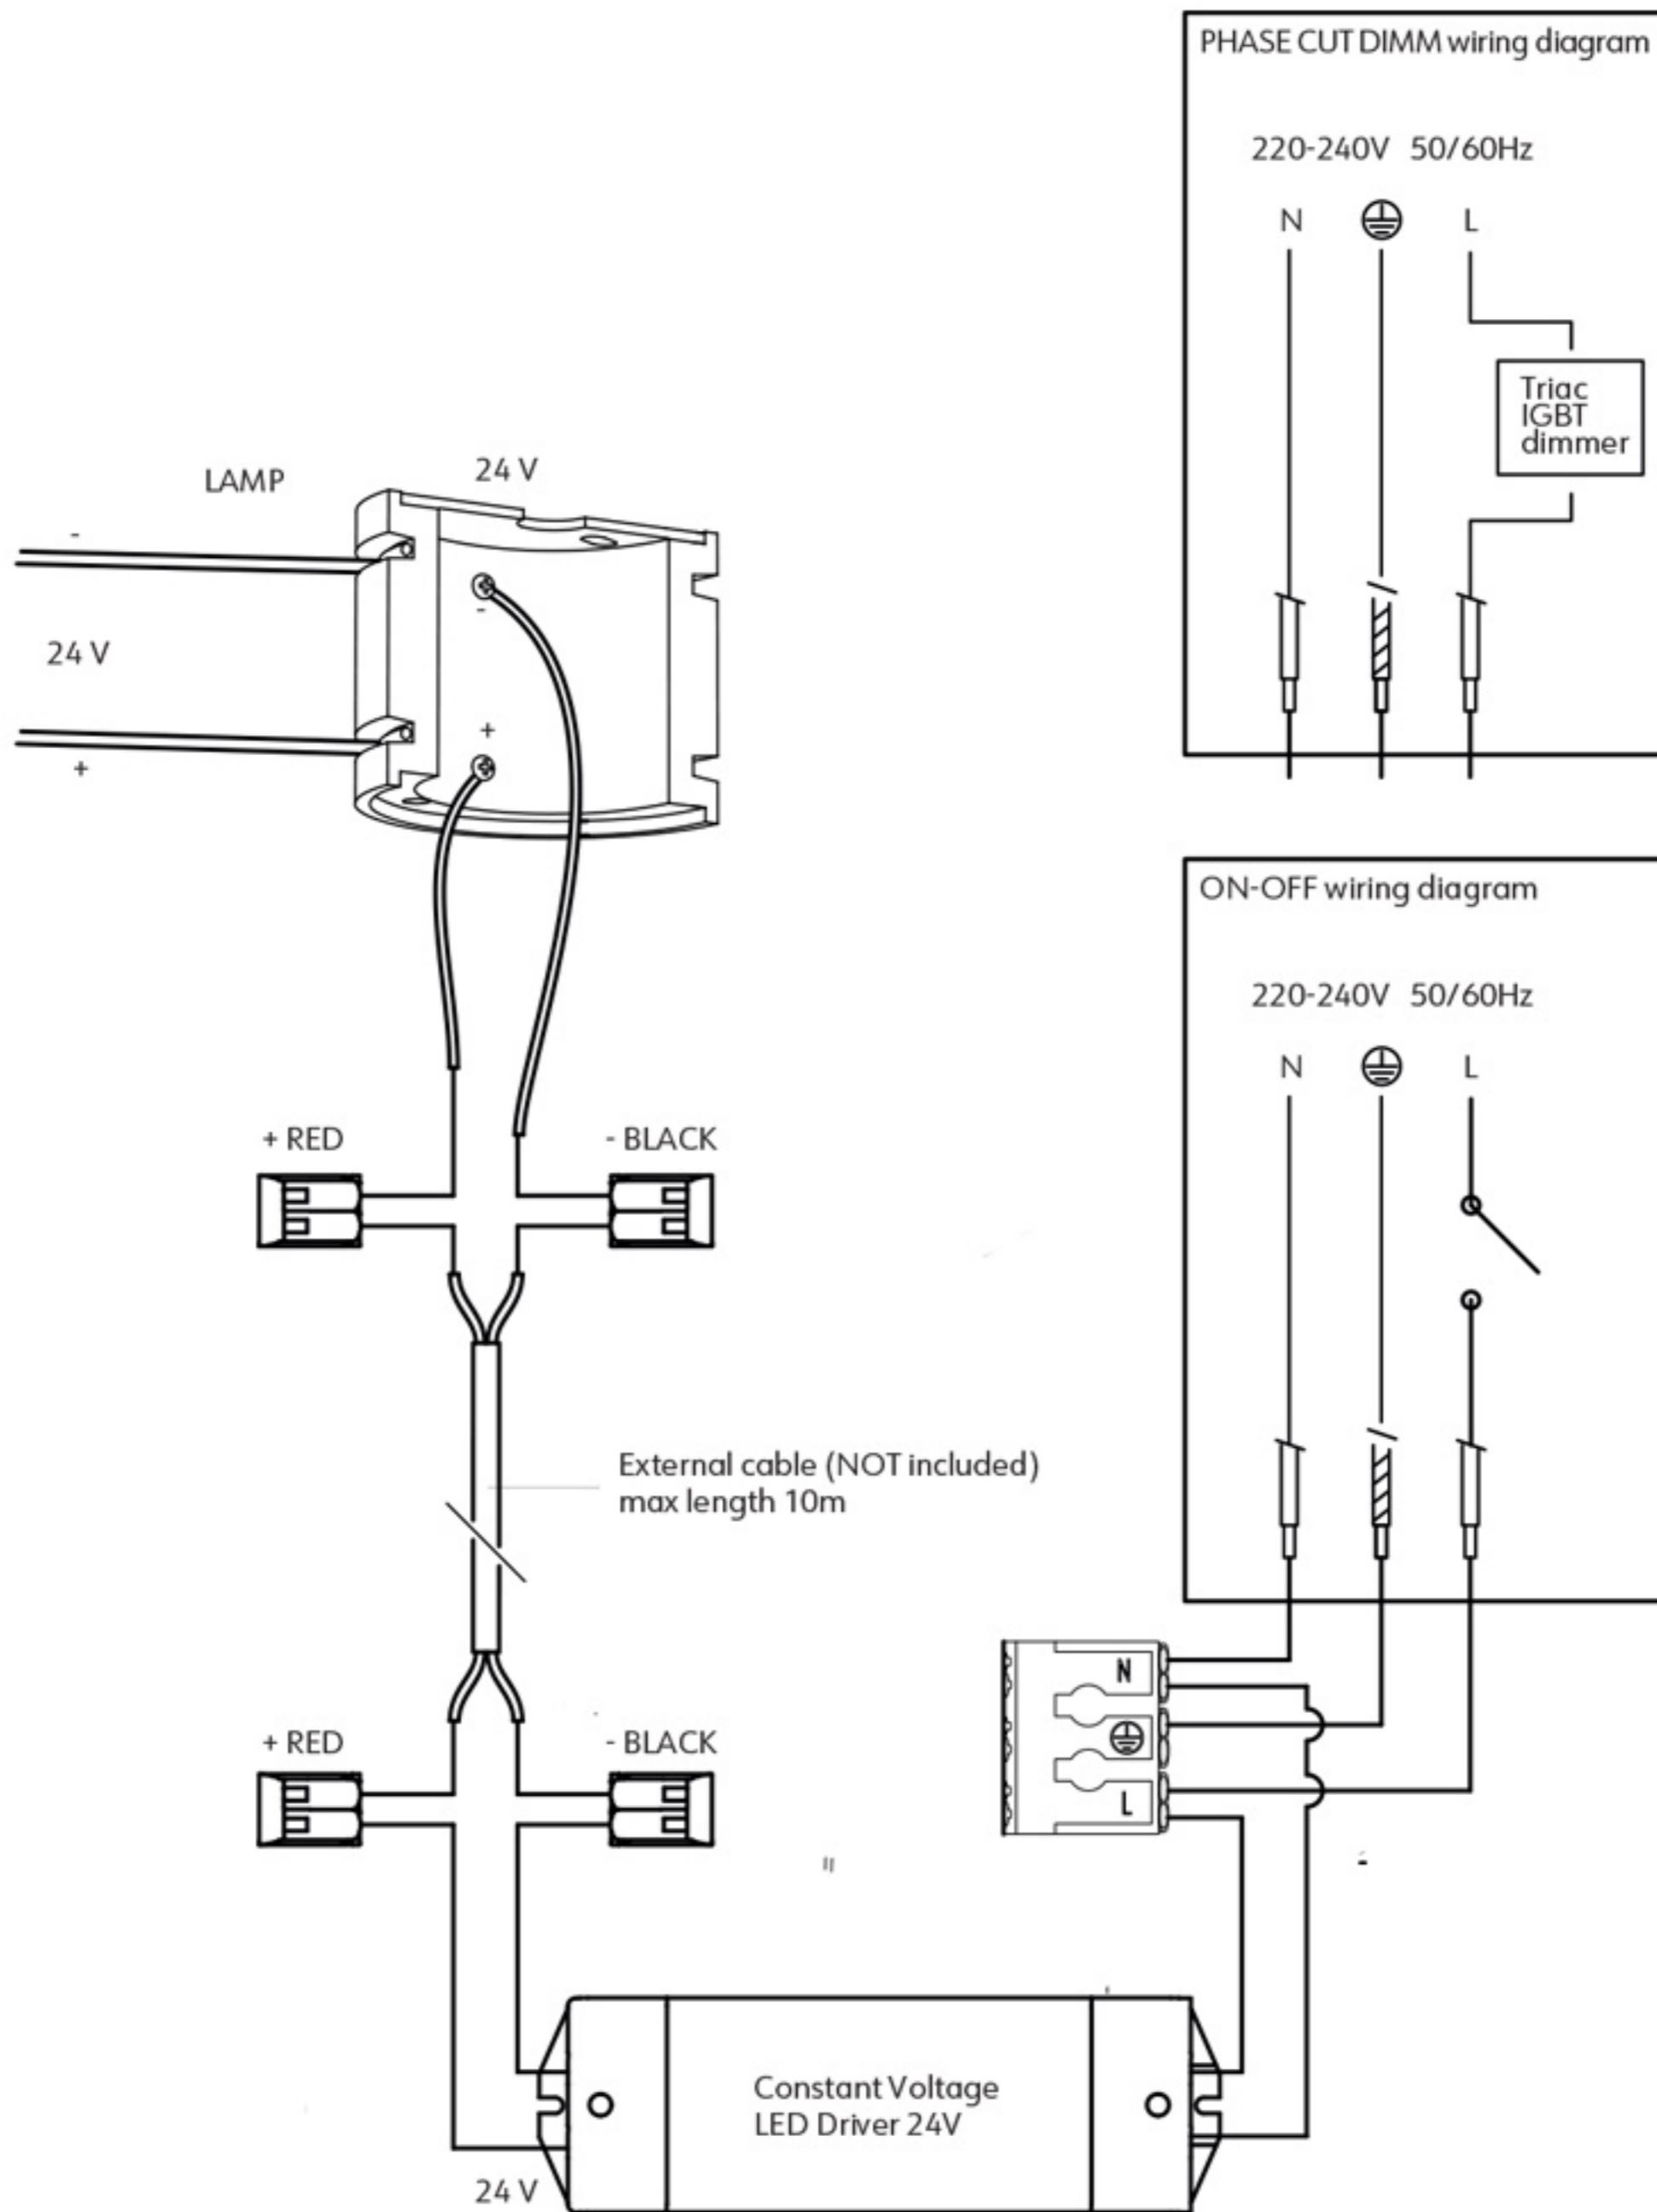 PHASE CUT DIMM wiring diagram
220-240V 50/60Hz
N L
Triac
IGBT
dimmer
LAMP
24 V
-
24 V
-
+
+
ON-OFF wiring diagram
220-240V 50/60Hz
N L
+ RED - BLACK
External cable (NOT included)
max length 10m
+ RED - BLACK
N
L
Constant Voltage
LED Driver 24V
24 V